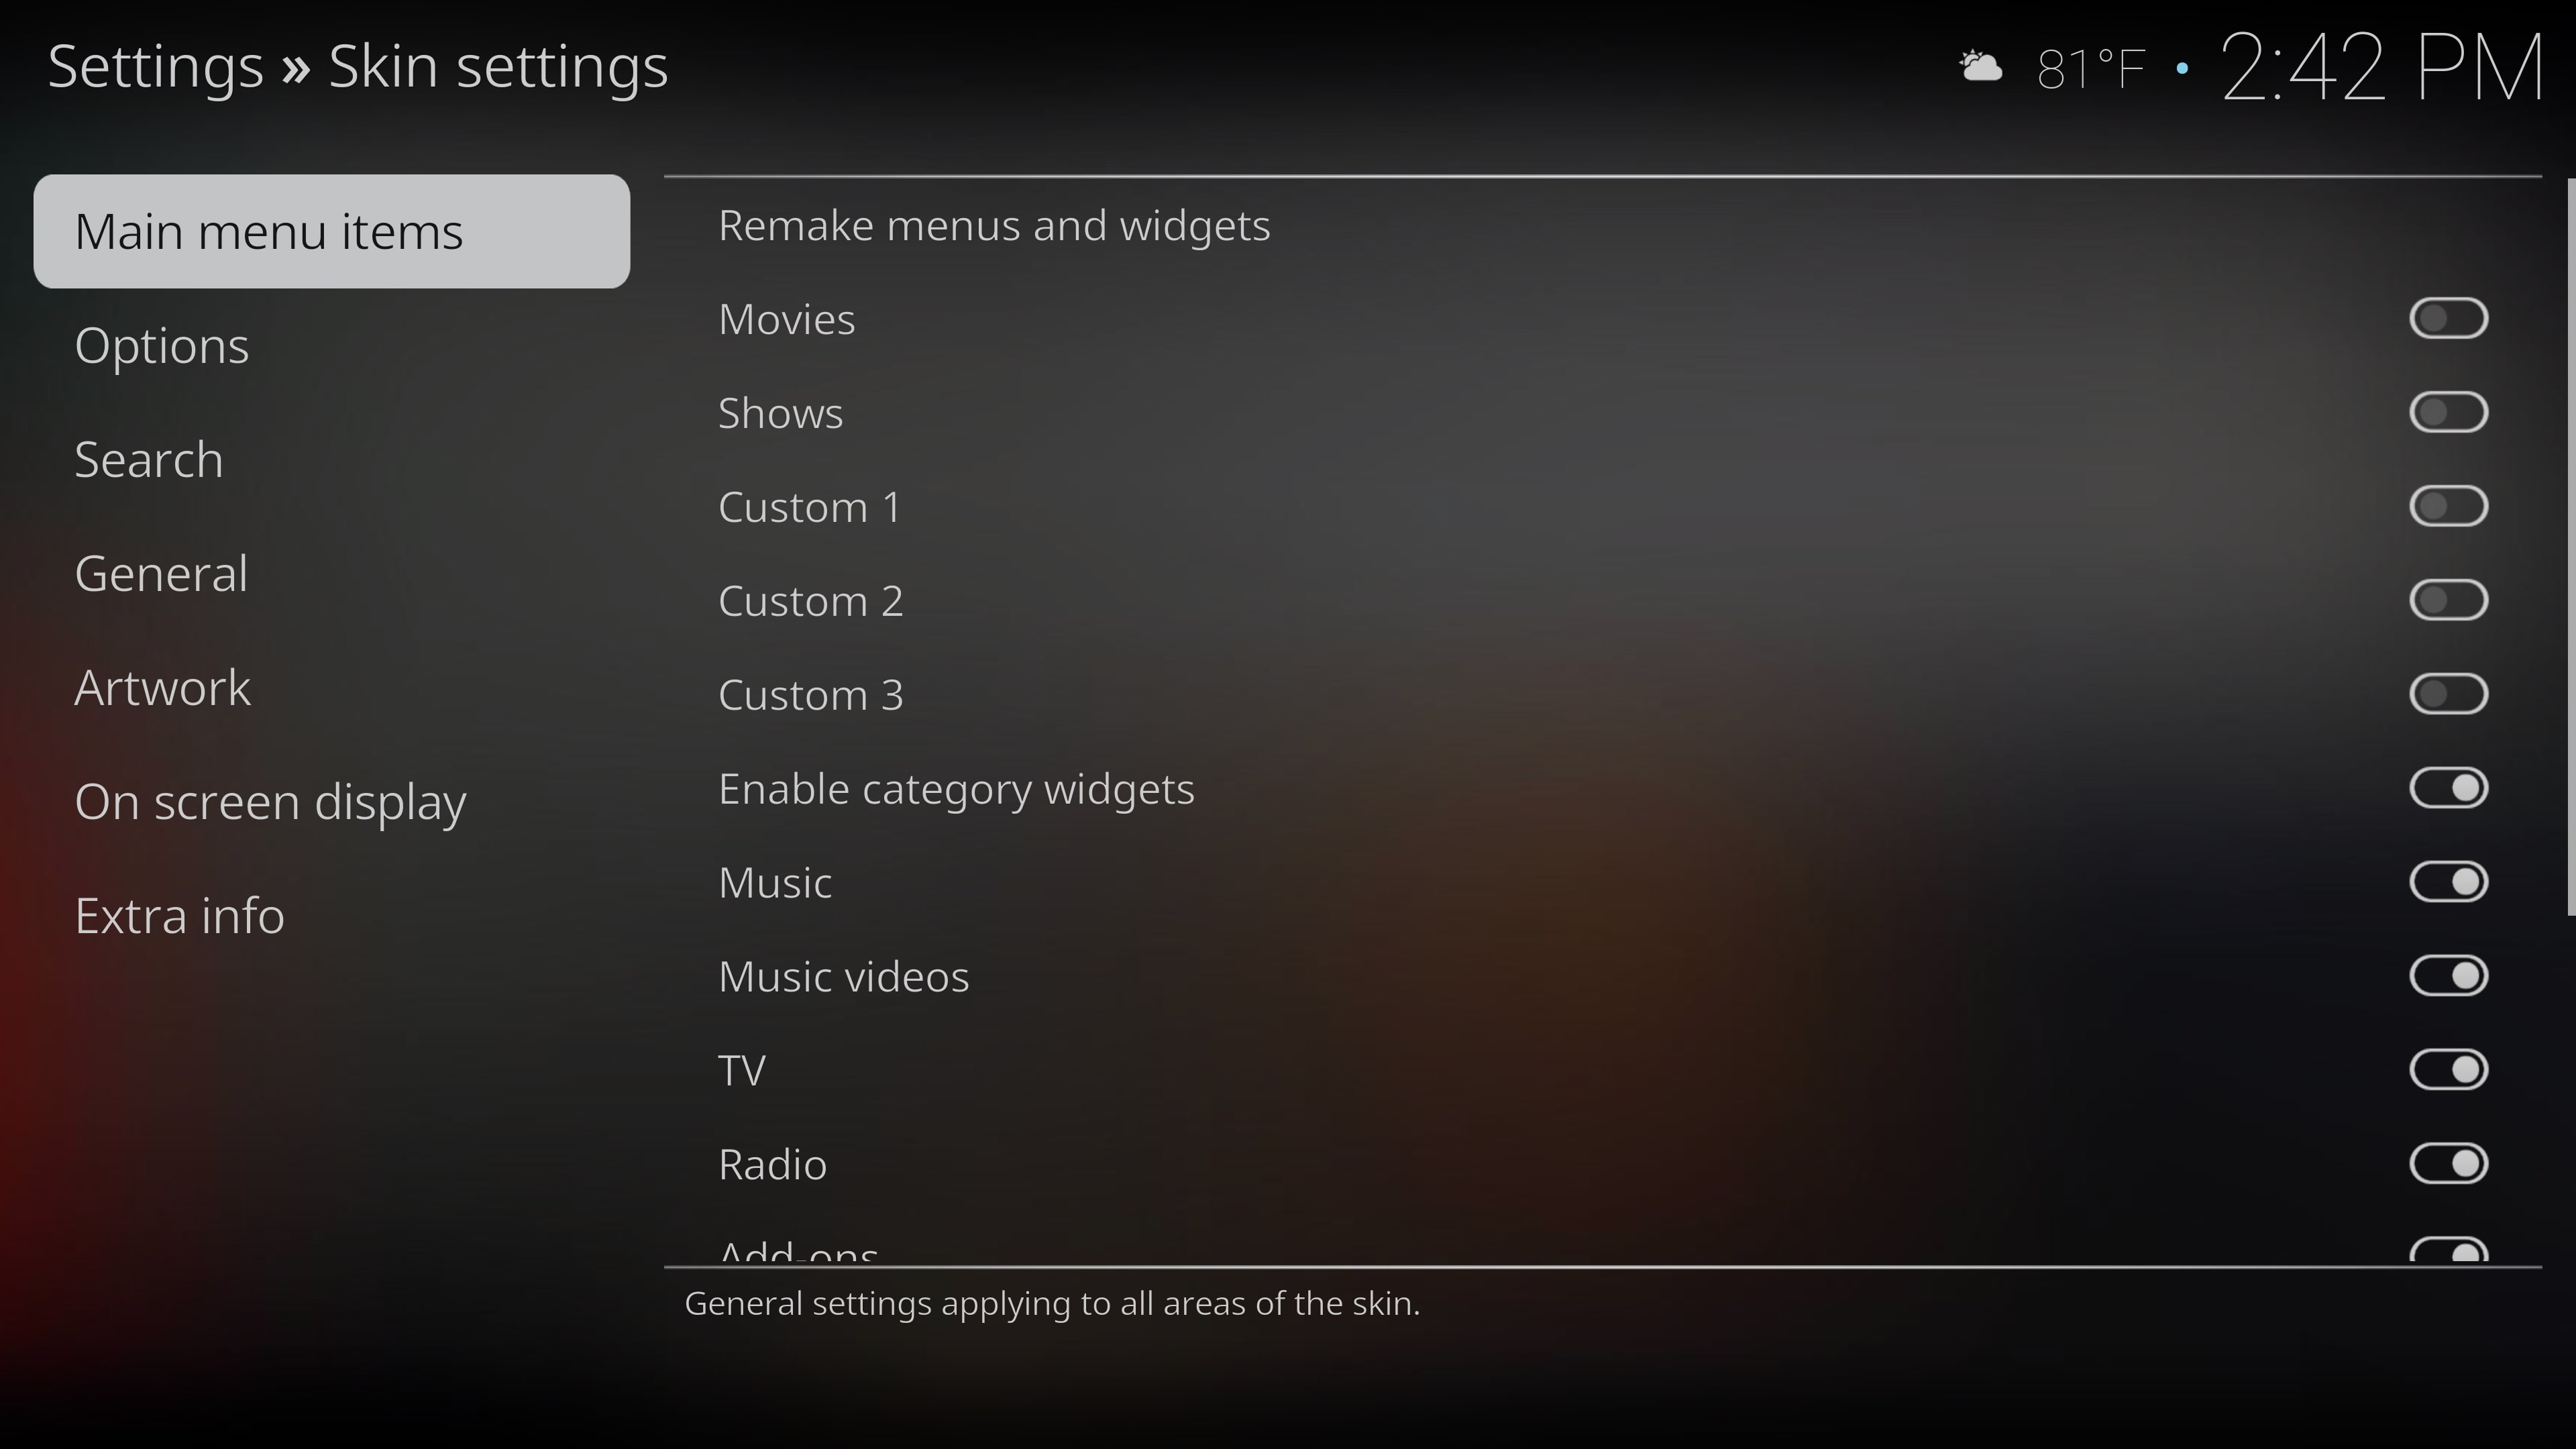 Settings » Skin settings
81°F • 2:42 PM
Main menu items
Options
Search
General
Artwork
On screen display
Extra info
Remake menus and widgets
Movies
Shows
Custom 1
Custom 2
Custom 3
Enable category widgets
Music
Music videos
TV
Radio
Add-ons
General settings applying to all areas of the skin.